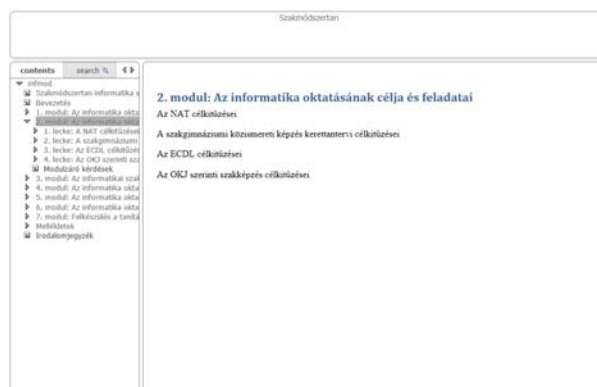 Szakmódszertan
contents search
infmod
Szakmódszertan informatika s
Bevezetés
1. modul: Az informatika okta
2. modul: Az informatika okta
1. lecke: A NAT célkitűzései
2. lecke: A szakgimnáziumi
3. lecke: Az ECDL célkitűzés
4. lecke: Az OKJ szerinti sza
Modulzáró kérdések
3. modul: Az informatikai szak
4. modul: Az informatika okta
5. modul: Az informatika okta
6. modul: Az informatika okta
7. modul: Felkészülés a tanítá
Mellékletek
Irodalomjegyzék
2. modul: Az informatika oktatásának célja és feladatai
Az NAT célkitűzései
A szakgimnáziumi közismereti képzés kerettantervi célkitűzései
Az ECDL célkitűzései
Az OKJ szerinti szakképzés célkitűzései